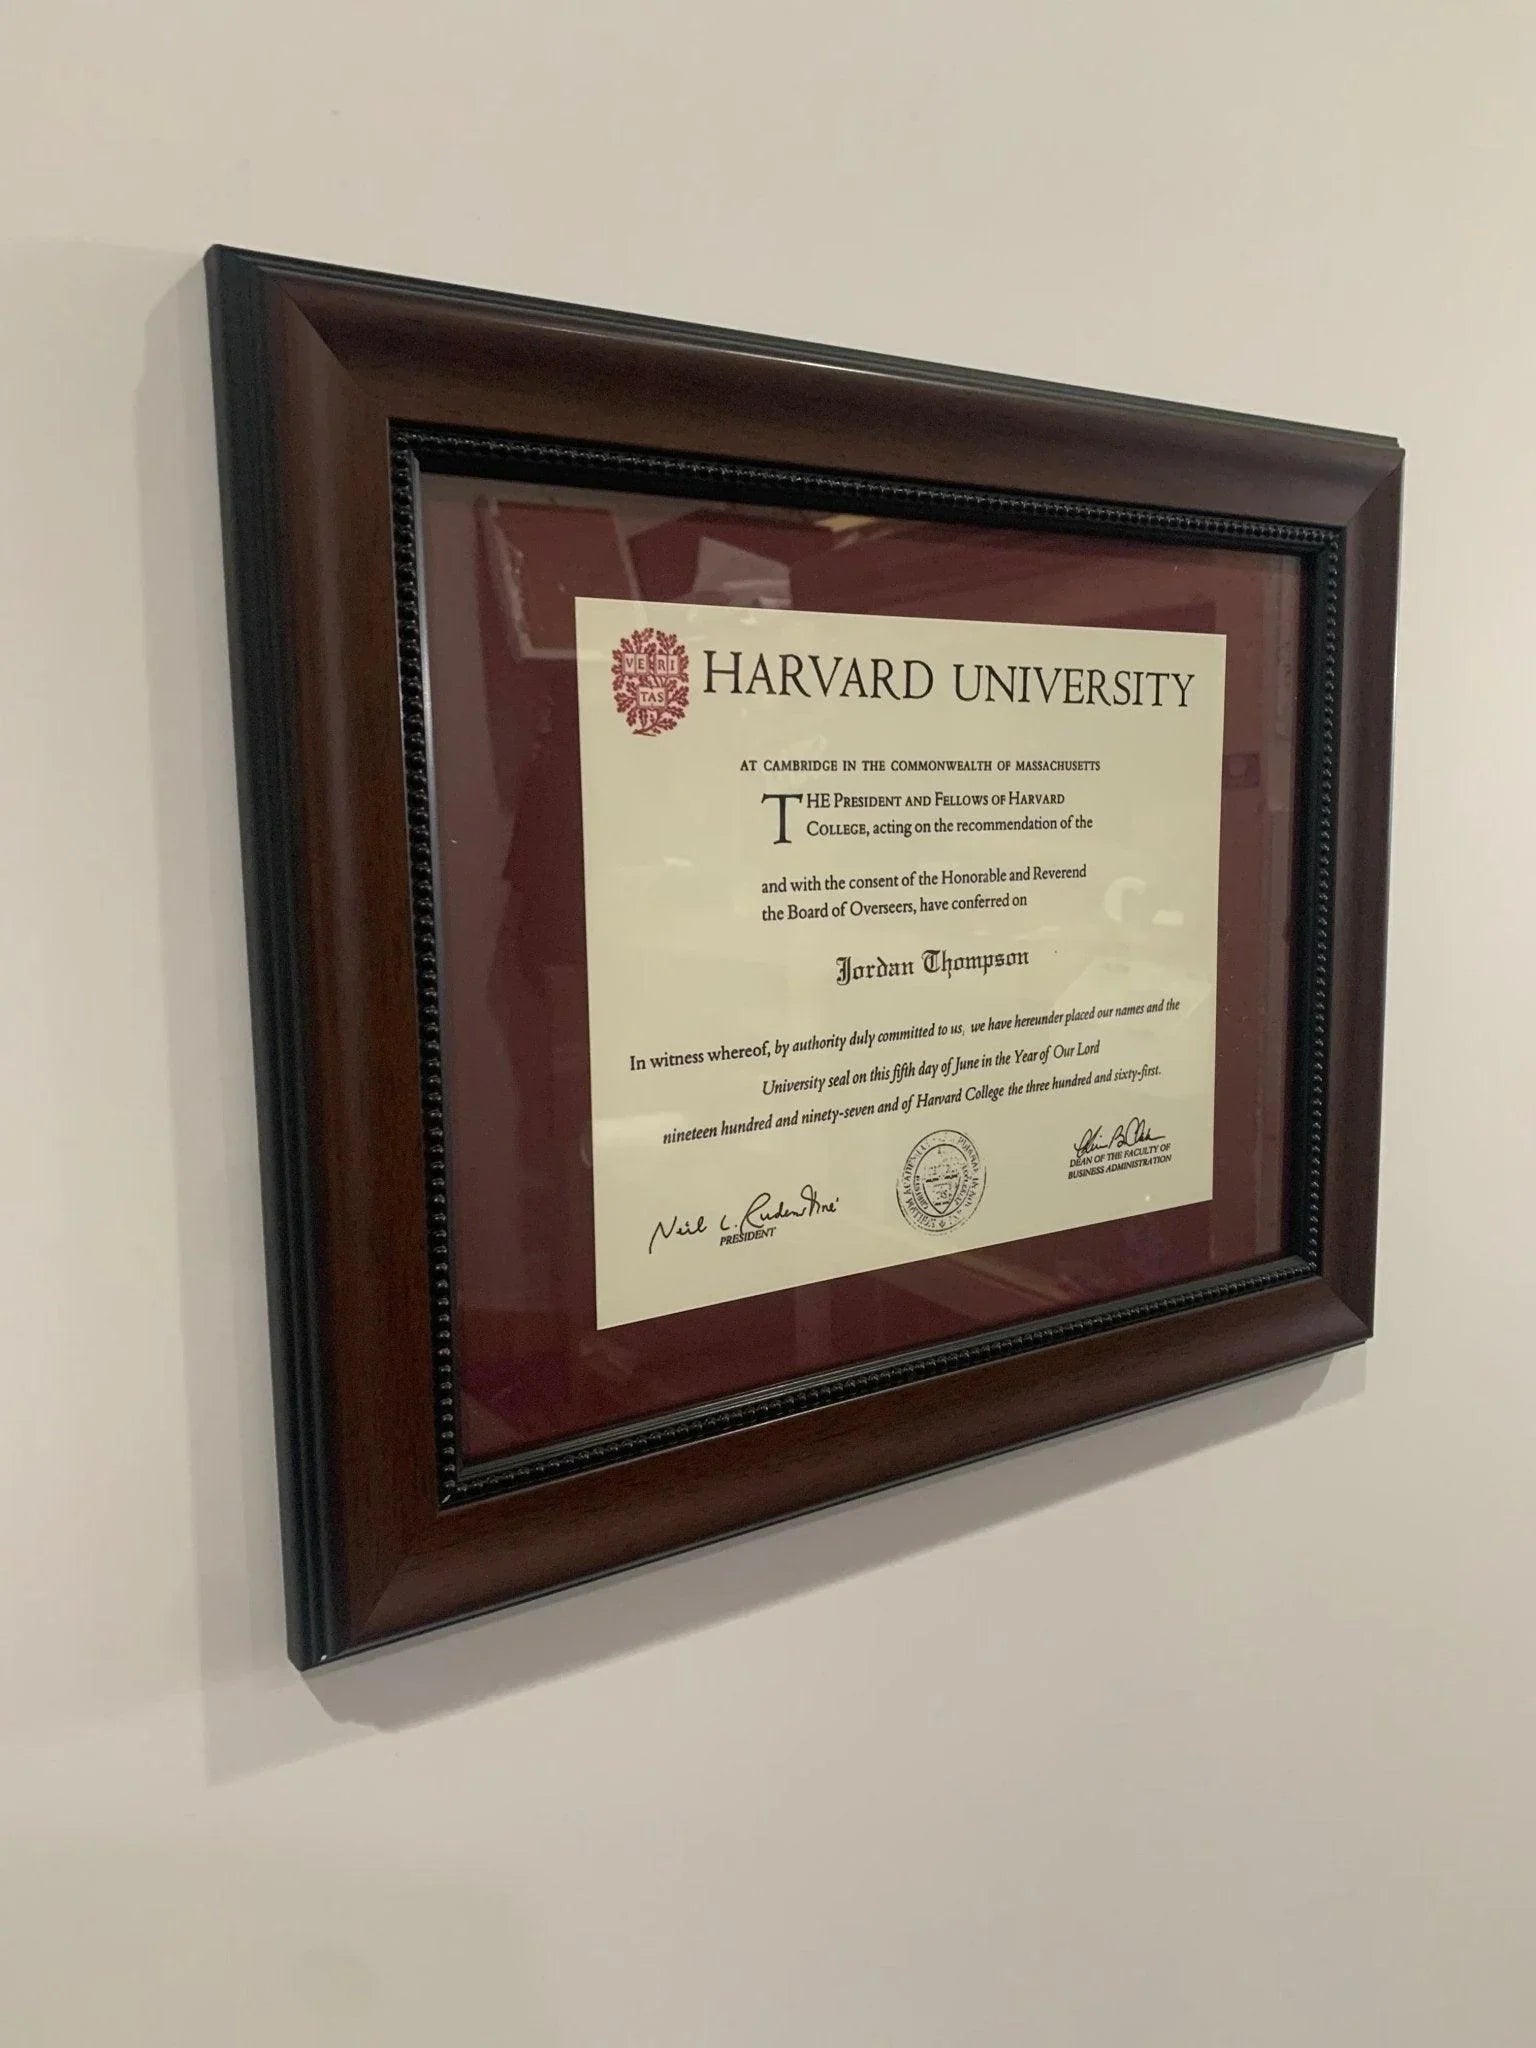 VE RI
TAS
HARVARD UNIVERSITY
AT CAMBRIDGE IN THE COMMONWEALTH OF MASSACHUSETTS
THE PRESIDENT AND FELLOWS OF HARVARD
COLLEGE, acting on the recommendation of the
and with the consent of the Honorable and Reverend
the Board of Overseers, have conferred on
Jordan Thompson
In witness whereof, by authority duly committed to us, we have hereunder placed our names and the
University seal on this fifth day of June in the Year of Our Lord
nineteen hundred and ninety-seven and of Harvard College the three hundred and sixty-first.
Neil L. Rudenstine
PRESIDENT
DEAN OF THE FACULTY OF
BUSINESS ADMINISTRATION